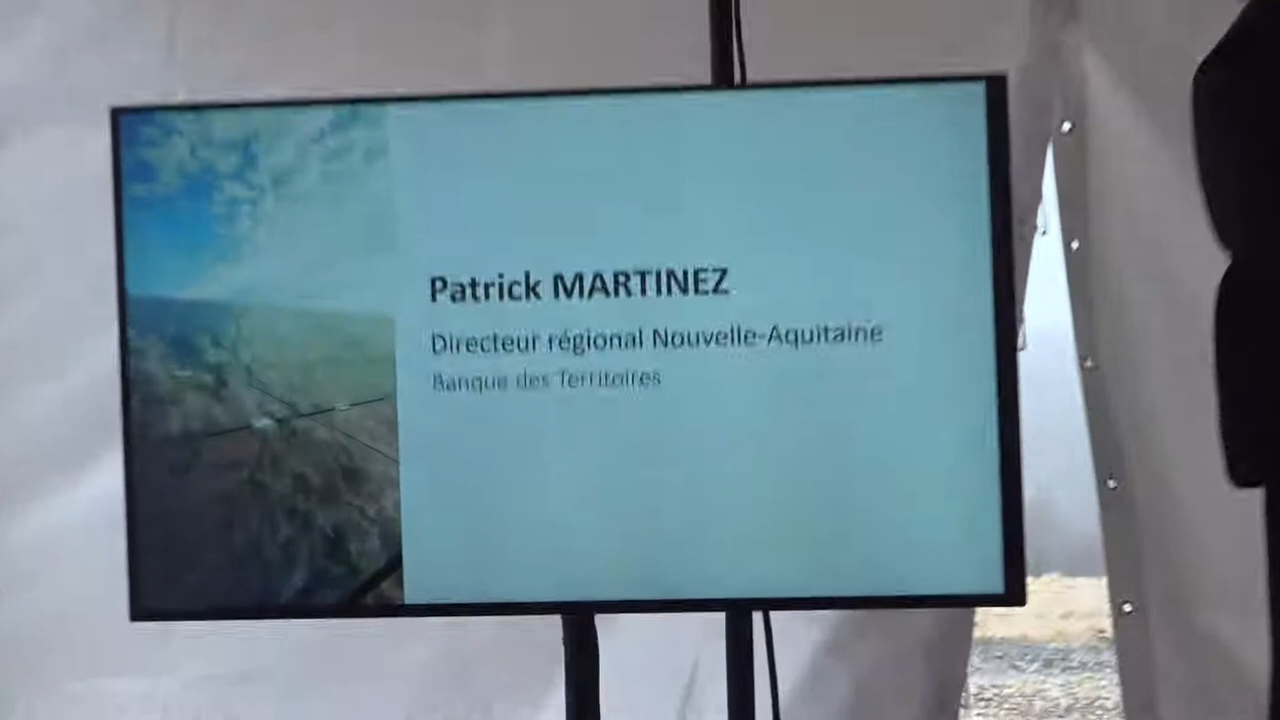 Patrick MARTINEZ
Directeur régional Nouvelle-Aquitaine
Banque des Territoires